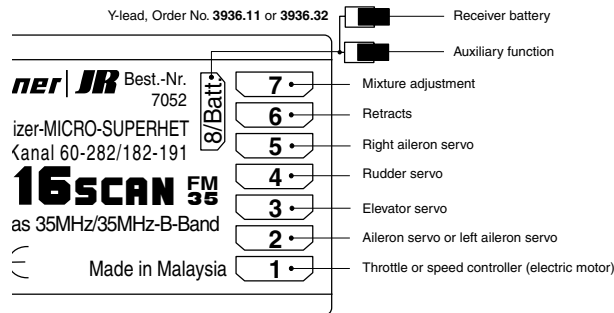 Y-lead, Order No. 3936.11 or 3936.32
Receiver battery
Auxiliary function
ner JR Best.-Nr.
7052
8/Batt.
7 Mixture adjustment
6 Retracts
izer-MICRO-SUPERHET
5 Right aileron servo
Kanal 60-282/182-191
4 Rudder servo
16SCAN FM
35
3 Elevator servo
as 35MHz/35MHz-B-Band
2 Aileron servo or left aileron servo
Made in Malaysia
1 Throttle or speed controller (electric motor)